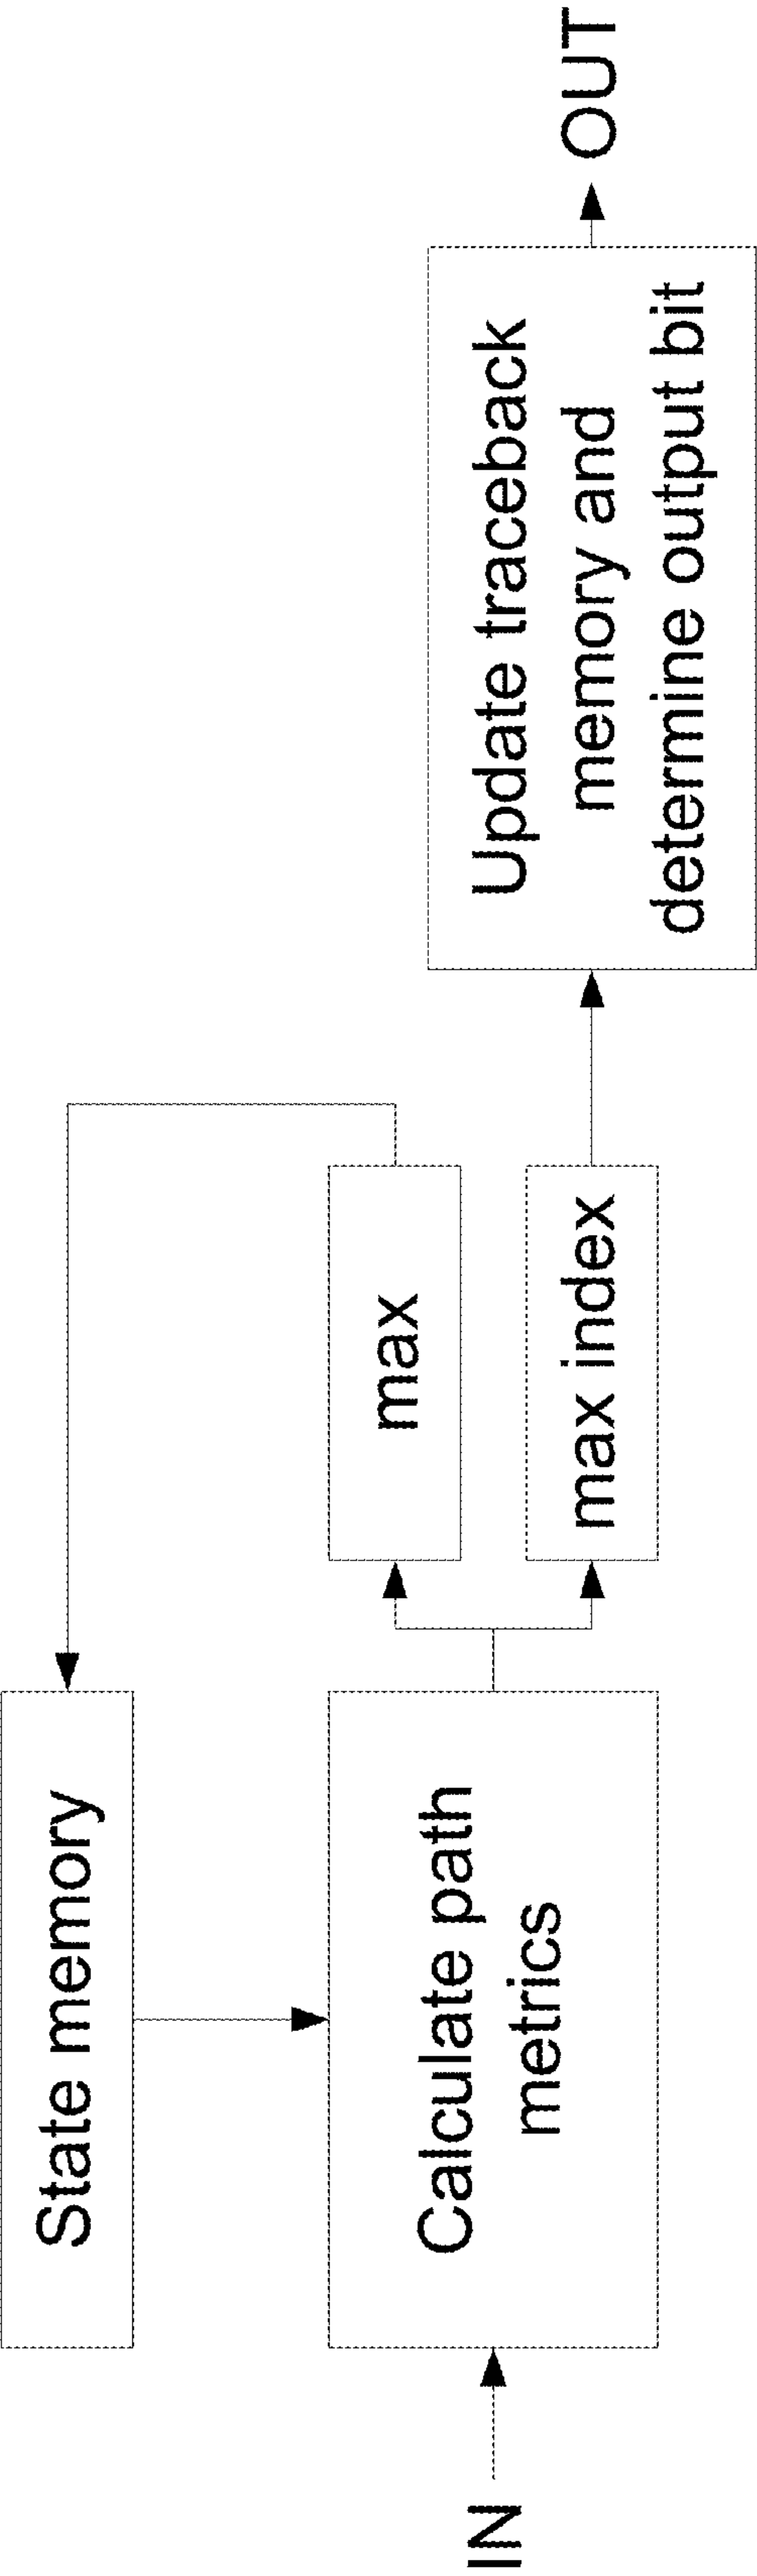 State memory
IN
Calculate path
metrics
max
max index
Update traceback
memory and
determine output bit
OUT